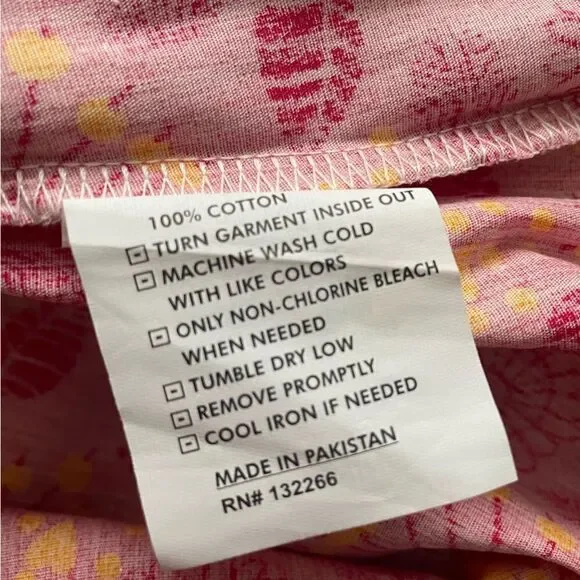 100% COTTON
TURN GARMENT INSIDE OUT
MACHINE WASH COLD
WITH LIKE COLORS
ONLY NON-CHLORINE BLEACH
WHEN NEEDED
TUMBLE DRY LOW
REMOVE PROMPTLY
COOL IRON IF NEEDED
MADE IN PAKISTAN
RN# 132266